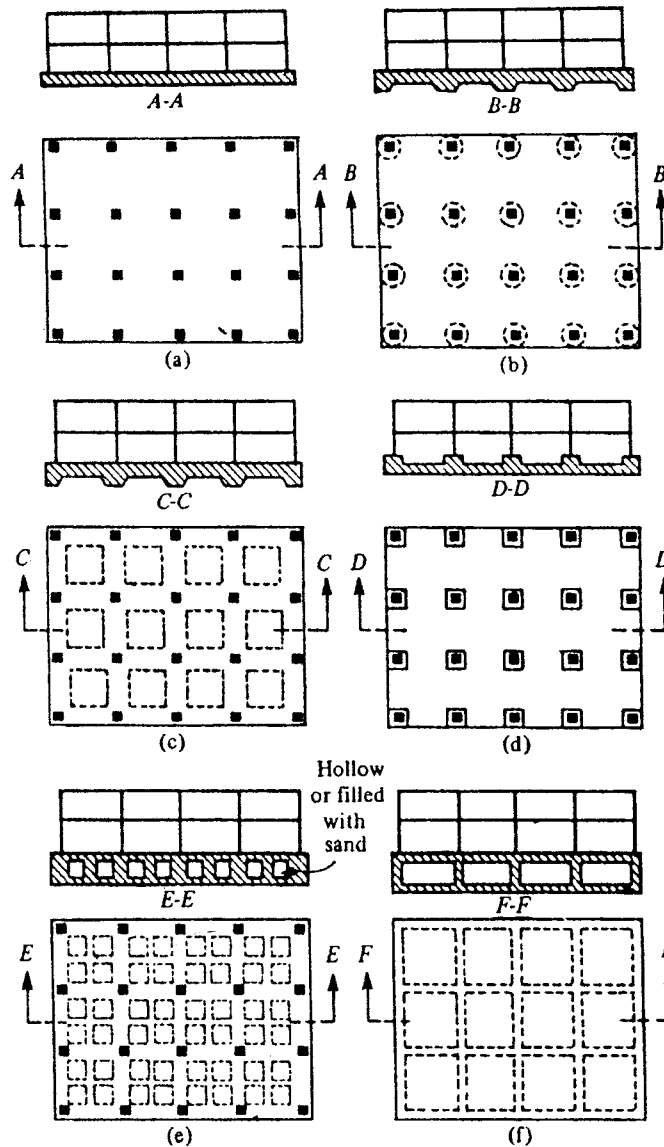 A-A
B-B
A
A
B
B
(a)
(b)
C-C
D-D
C
C
D
D
(c)
(d)
Hollow
or filled
with
sand
E-E
F-F
E
E
F
(e)
(f)